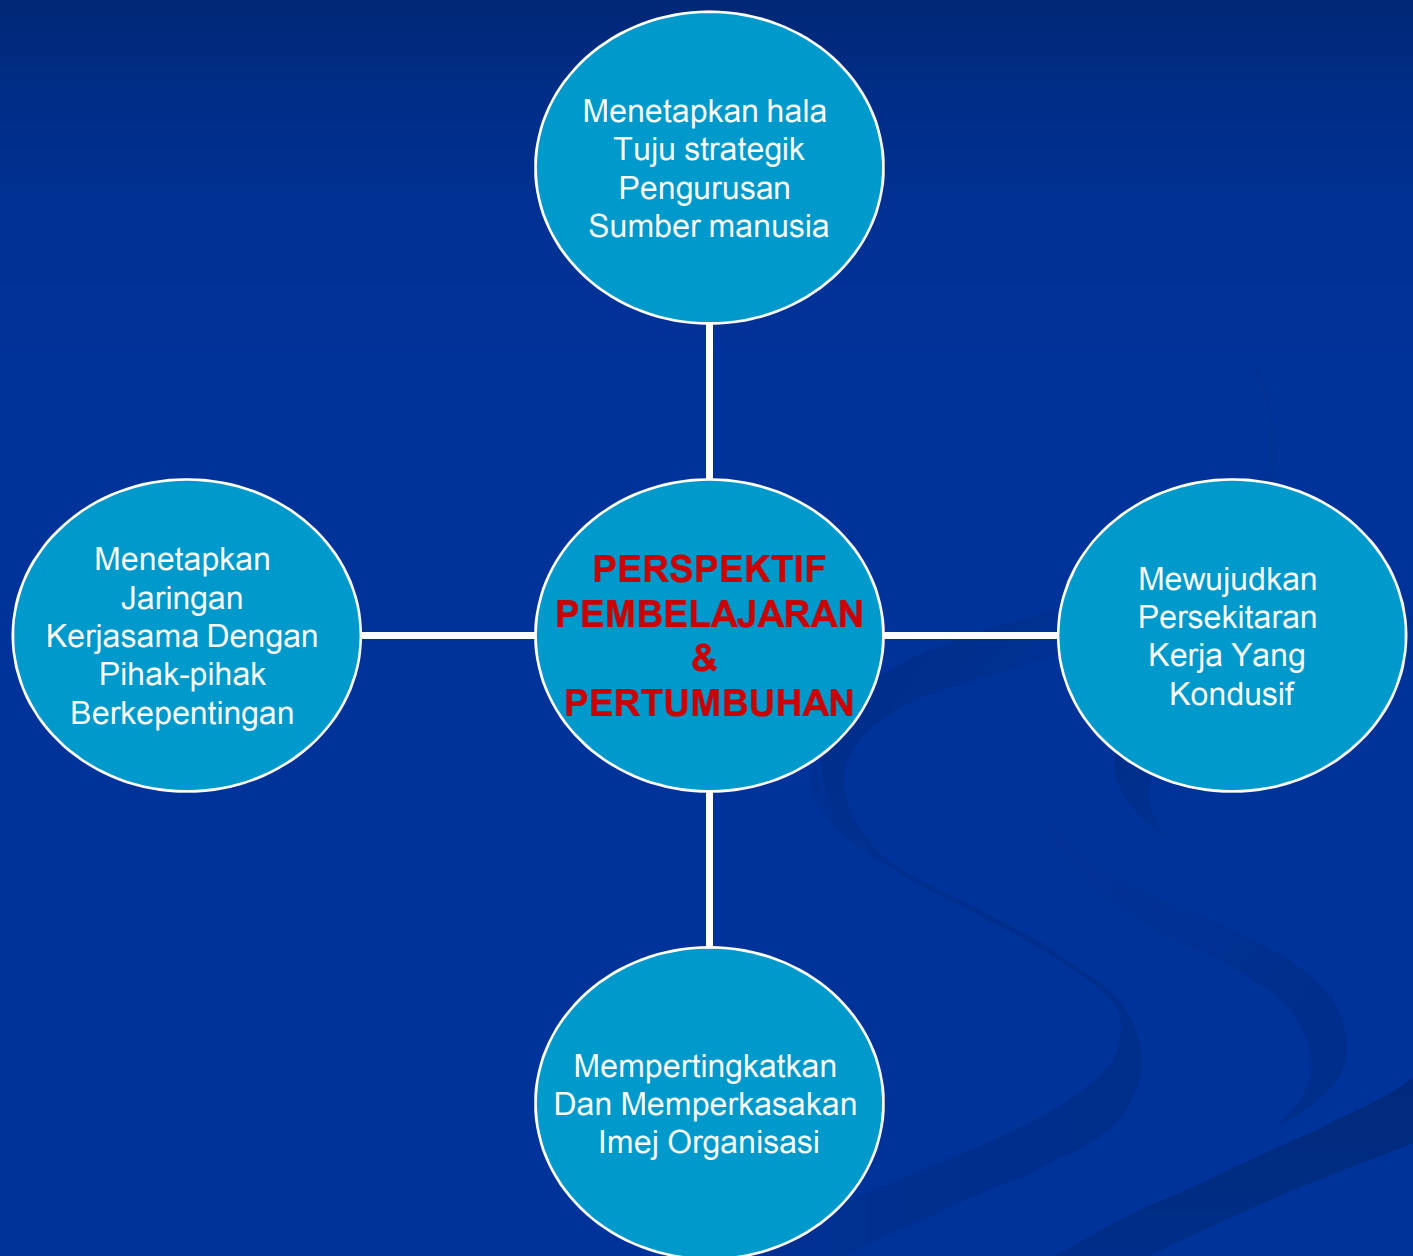 Menetapkan hala
Tuju strategik
Pengurusan
Sumber manusia
Menetapkan
Jaringan
Kerjasama Dengan
Pihak-pihak
Berkepentingan
PERSPEKTIF
PEMBELAJARAN
&
PERTUMBUHAN
Mewujudkan
Persekitaran
Kerja Yang
Kondusif
Mempertingkatkan
Dan Memperkasakan
Imej Organisasi